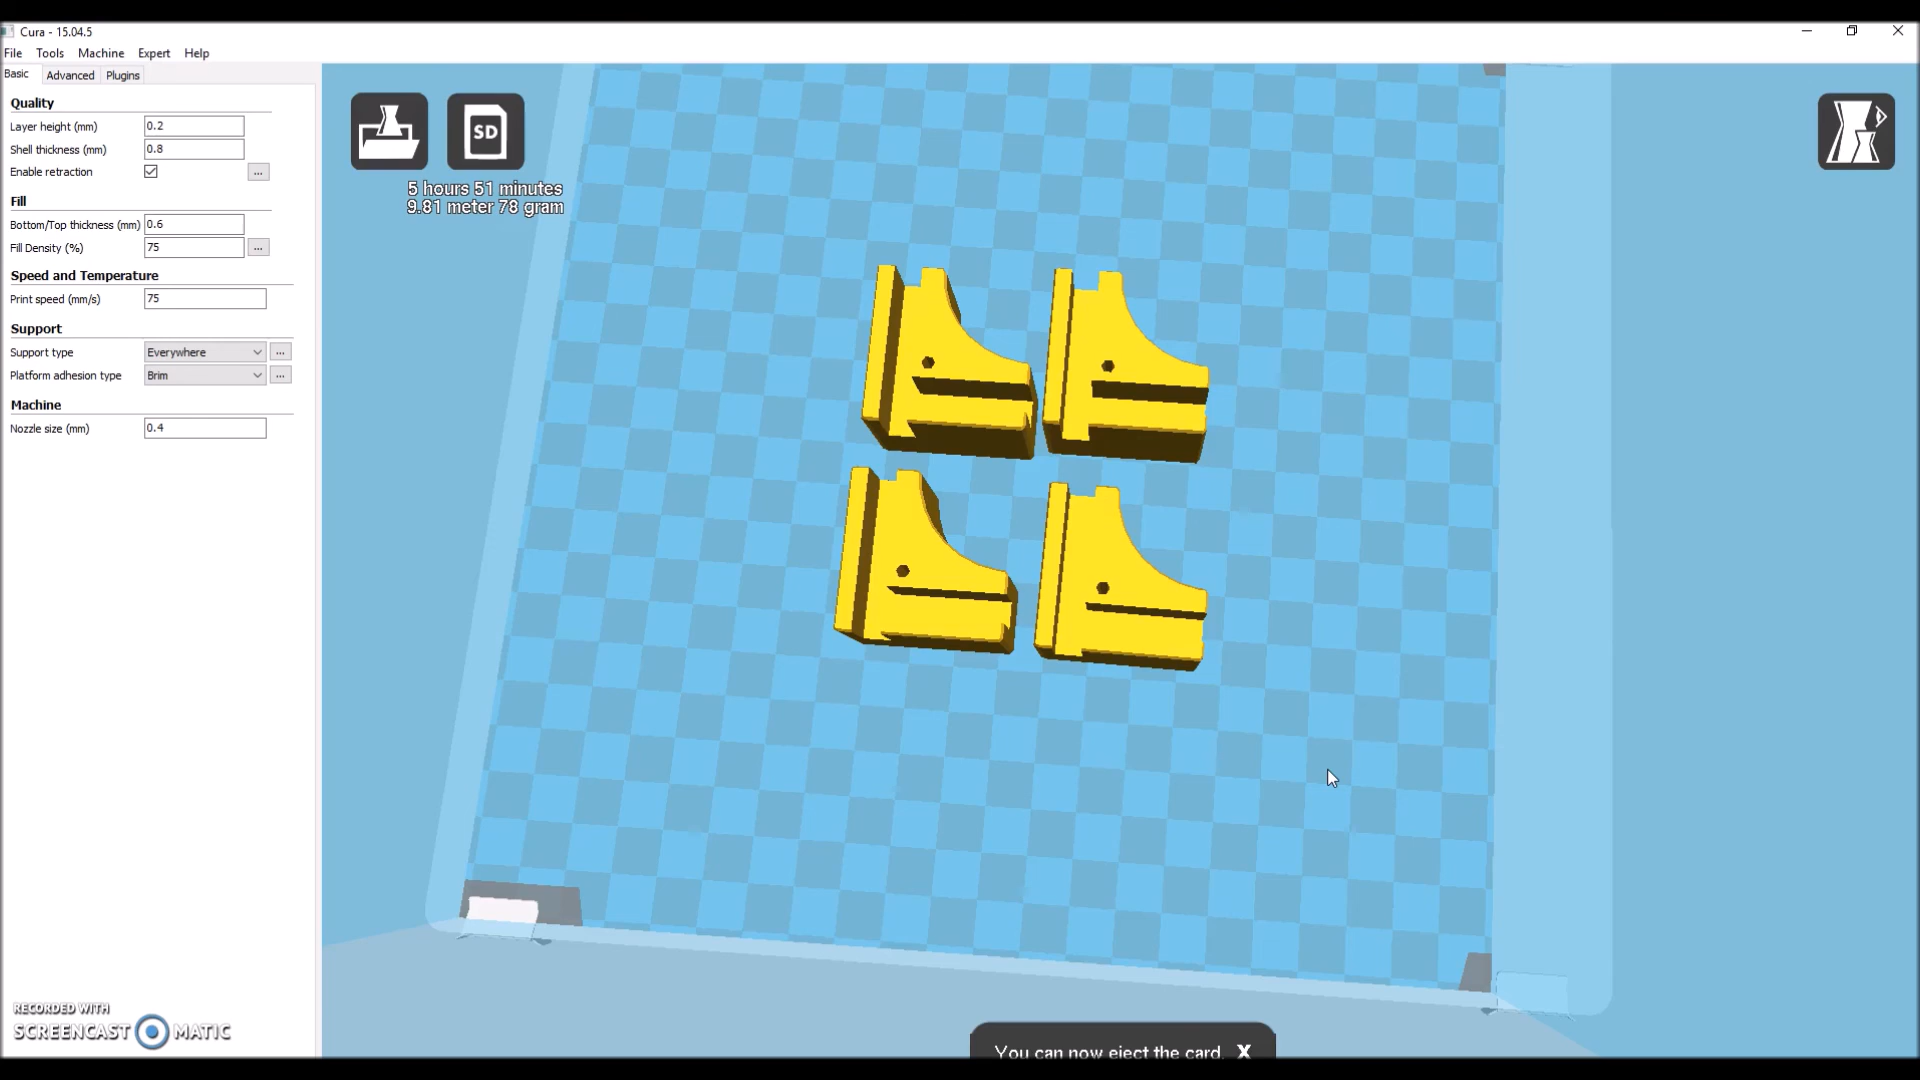 Cura - 15.04.5
File Tools Machine Expert Help
Basic Advanced Plugins
Quality
Layer height (mm) 0.2
Shell thickness (mm) 0.8
Enable retraction ...
Fill
Bottom/Top thickness (mm) 0.6
Fill Density (%) 75 ...
Speed and Temperature
Print speed (mm/s) 75
Support
Support type Everywhere ...
Platform adhesion type Brim ...
Machine
Nozzle size (mm) 0.4
SD
5 hours 51 minutes
9.81 meter 78 gram
You can now eject the card. X
RECORDED WITH
SCREENCAST MATIC